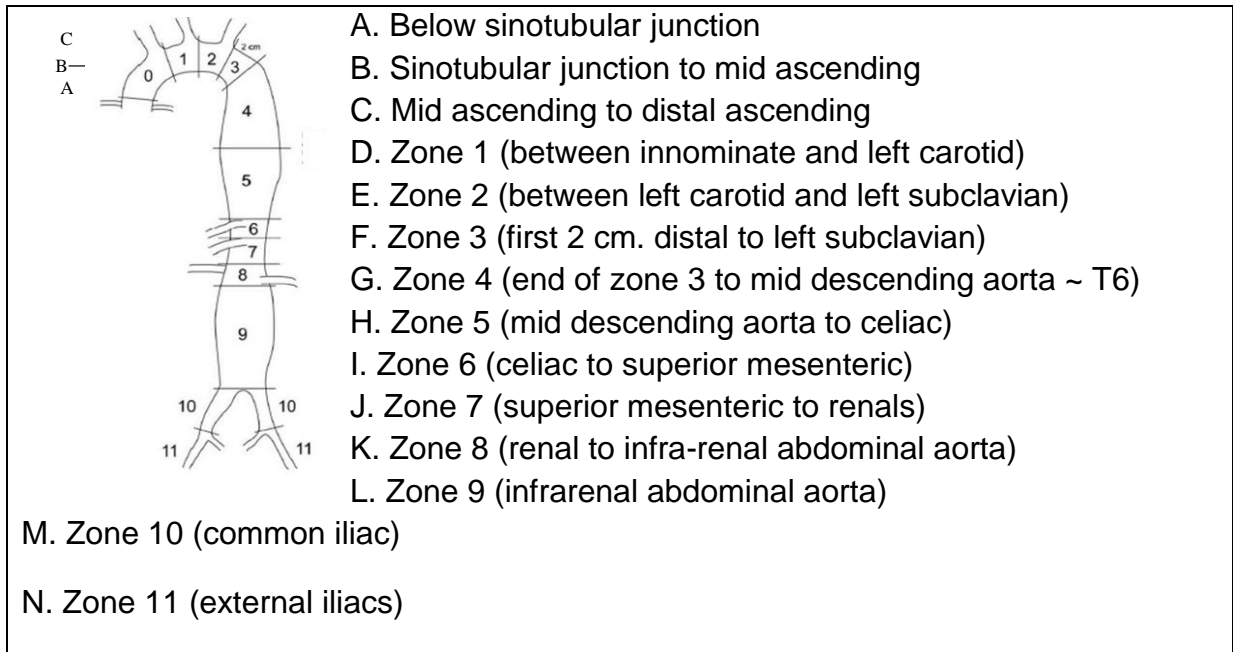 C
B
A
0
1
2
2 cm
3
4
5
6
7
8
9
10
10
11
11
A. Below sinotubular junction
B. Sinotubular junction to mid ascending
C. Mid ascending to distal ascending
D. Zone 1 (between innominate and left carotid)
E. Zone 2 (between left carotid and left subclavian)
F. Zone 3 (first 2 cm. distal to left subclavian)
G. Zone 4 (end of zone 3 to mid descending aorta ~ T6)
H. Zone 5 (mid descending aorta to celiac)
I. Zone 6 (celiac to superior mesenteric)
J. Zone 7 (superior mesenteric to renals)
K. Zone 8 (renal to infra-renal abdominal aorta)
L. Zone 9 (infrarenal abdominal aorta)
M. Zone 10 (common iliac)
N. Zone 11 (external iliacs)